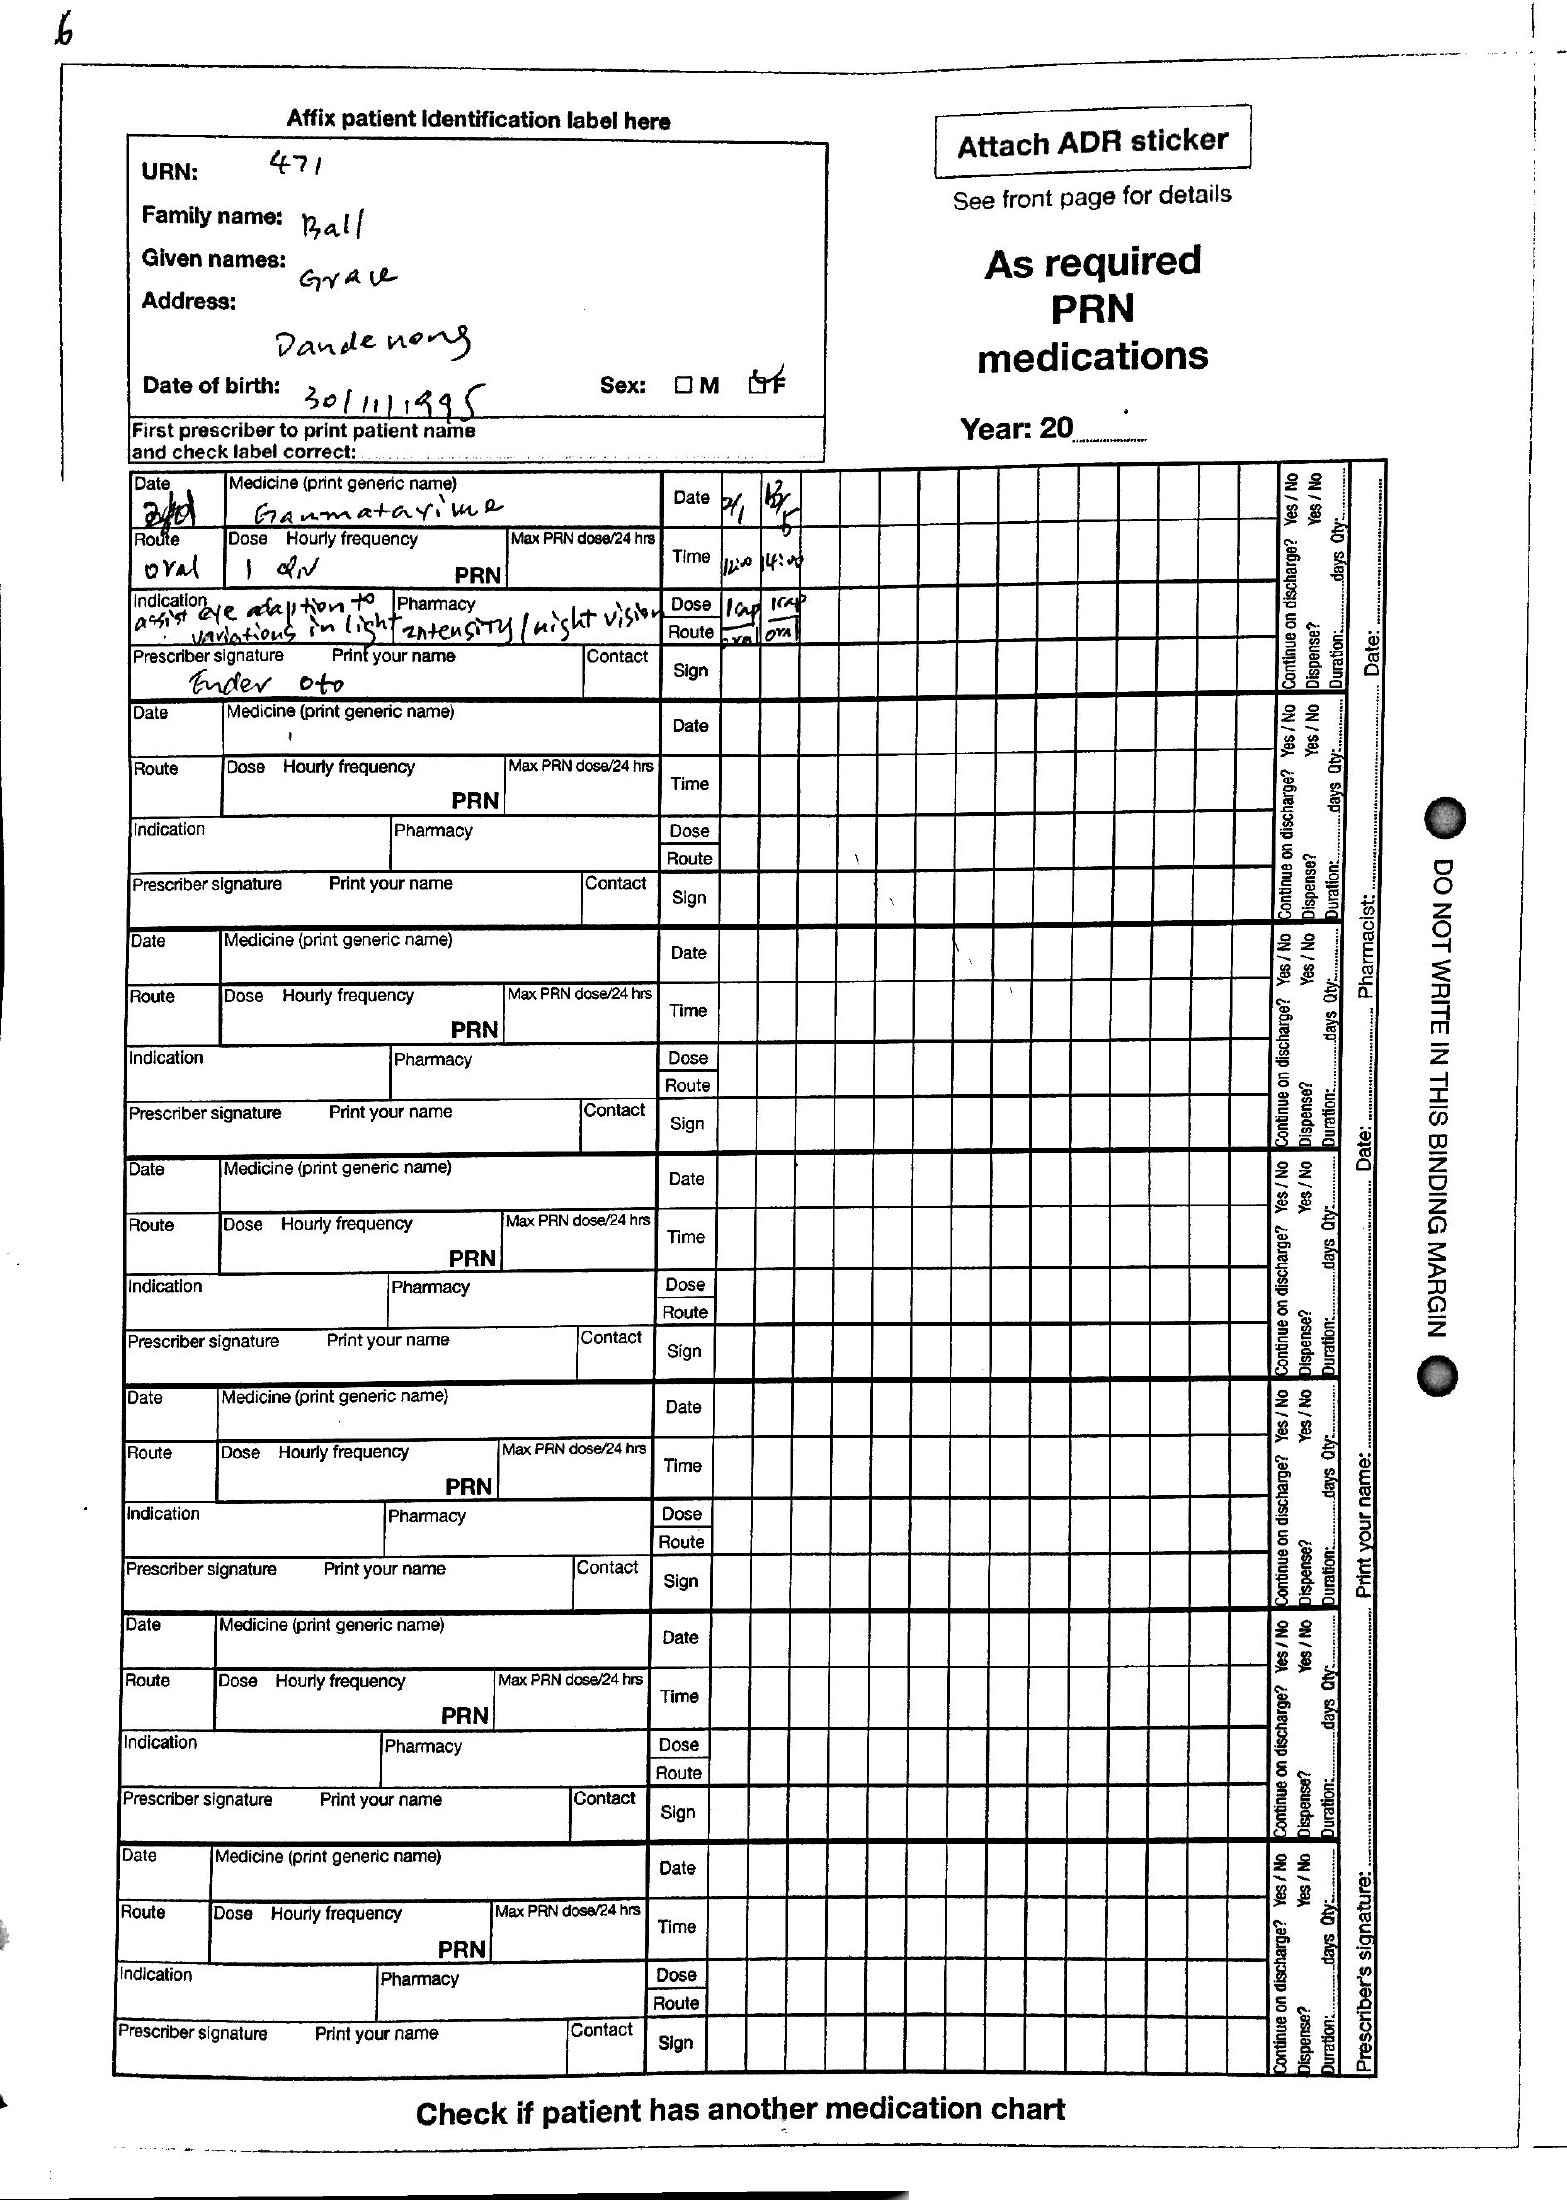 6
Affix patient Identification label here
URN: 471
Family name: Ball
Given names: Grace
Address:
Dandenong
Date of birth: 30/11/1995 Sex: M F
First prescriber to print patient name
and check label correct:
Attach ADR sticker
See front page for details
As required
PRN
medications
Year: 20
Date Medicine (print generic name) Date 2/1
Route Dose Hourly frequency PRN Max PRN dose/24 hrs Time 12:00 14:00
oral 1
Indication Pharmacy Dose 1cap 1cap
assist eye adaption to
variations in light intensity/night vision Route oral oral
Prescriber signature Print your name Contact Sign
Ender Oto
Continue on discharge? Yes / No
Dispense? Yes / No
Duration: days Qty:
Date Medicine (print generic name) Date
Route Dose Hourly frequency PRN Max PRN dose/24 hrs Time
Indication Pharmacy Dose
Route
Prescriber signature Print your name Contact Sign
Continue on discharge? Yes / No
Dispense? Yes / No
Duration: days Qty:
Date Medicine (print generic name) Date
Route Dose Hourly frequency PRN Max PRN dose/24 hrs Time
Indication Pharmacy Dose
Route
Prescriber signature Print your name Contact Sign
Continue on discharge? Yes / No
Dispense? Yes / No
Duration: days Qty:
Date Medicine (print generic name) Date
Route Dose Hourly frequency PRN Max PRN dose/24 hrs Time
Indication Pharmacy Dose
Route
Prescriber signature Print your name Contact Sign
Continue on discharge? Yes / No
Dispense? Yes / No
Duration: days Qty:
Date Medicine (print generic name) Date
Route Dose Hourly frequency PRN Max PRN dose/24 hrs Time
Indication Pharmacy Dose
Route
Prescriber signature Print your name Contact Sign
Continue on discharge? Yes / No
Dispense? Yes / No
Duration: days Qty:
Date Medicine (print generic name) Date
Route Dose Hourly frequency PRN Max PRN dose/24 hrs Time
Indication Pharmacy Dose
Route
Prescriber signature Print your name Contact Sign
Continue on discharge? Yes / No
Dispense? Yes / No
Duration: days Qty:
Date Medicine (print generic name) Date
Route Dose Hourly frequency PRN Max PRN dose/24 hrs Time
Indication Pharmacy Dose
Route
Prescriber signature Print your name Contact Sign
Continue on discharge? Yes / No
Dispense? Yes / No
Duration: days Qty:
Prescriber's signature: Print your name: Date: Pharmacist: Date:
DO NOT WRITE IN THIS BINDING MARGIN
Check if patient has another medication chart